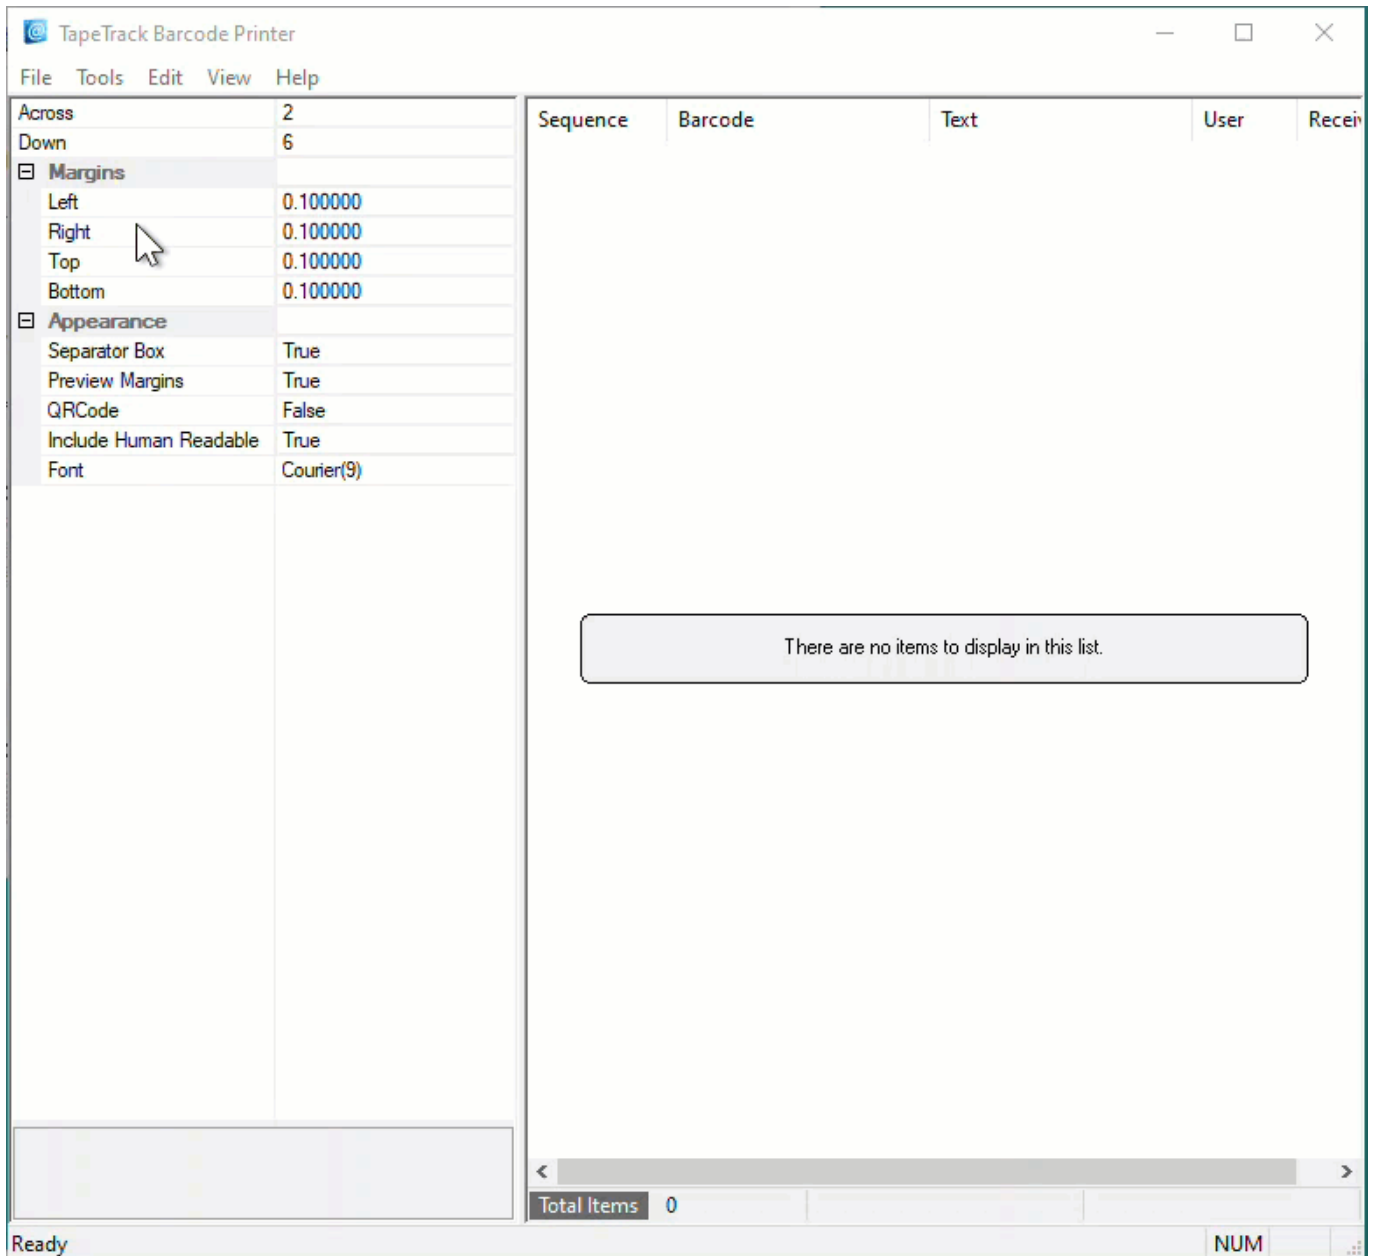 TapeTrack Barcode Printer
File Tools Edit View Help
Across 2
Down 6
Margins
Left 0.100000
Right 0.100000
Top 0.100000
Bottom 0.100000
Appearance
Separator Box True
Preview Margins True
QRCode False
Include Human Readable True
Font Courier(9)
Sequence Barcode Text User Recei
There are no items to display in this list.
Total Items 0
Ready NUM